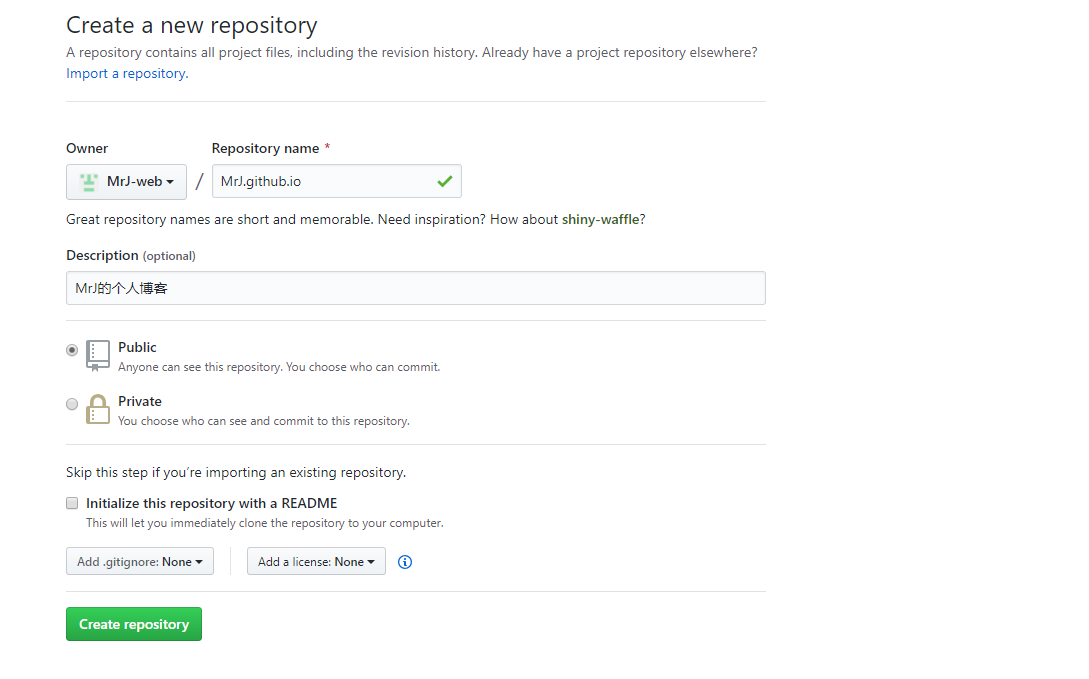 Create a new repository
A repository contains all project files, including the revision history. Already have a project repository elsewhere?
Import a repository.
Owner
Repository name *
MrJ-web
/
MrJ.github.io
Great repository names are short and memorable. Need inspiration? How about shiny-waffle?
Description (optional)
MrJ的个人博客
Public
Anyone can see this repository. You choose who can commit.
Private
You choose who can see and commit to this repository.
Skip this step if you’re importing an existing repository.
Initialize this repository with a README
This will let you immediately clone the repository to your computer.
Add .gitignore: None
Add a license: None
Create repository